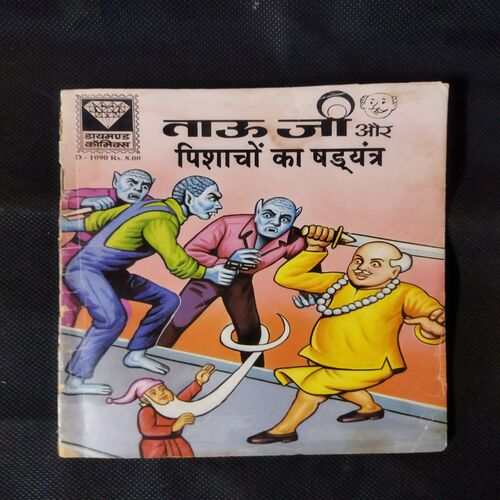 डायमण्ड
कॉमिक्स
D - 1090 Rs. 8.00
ताऊ जी और
पिशाचों का षड्यंत्र